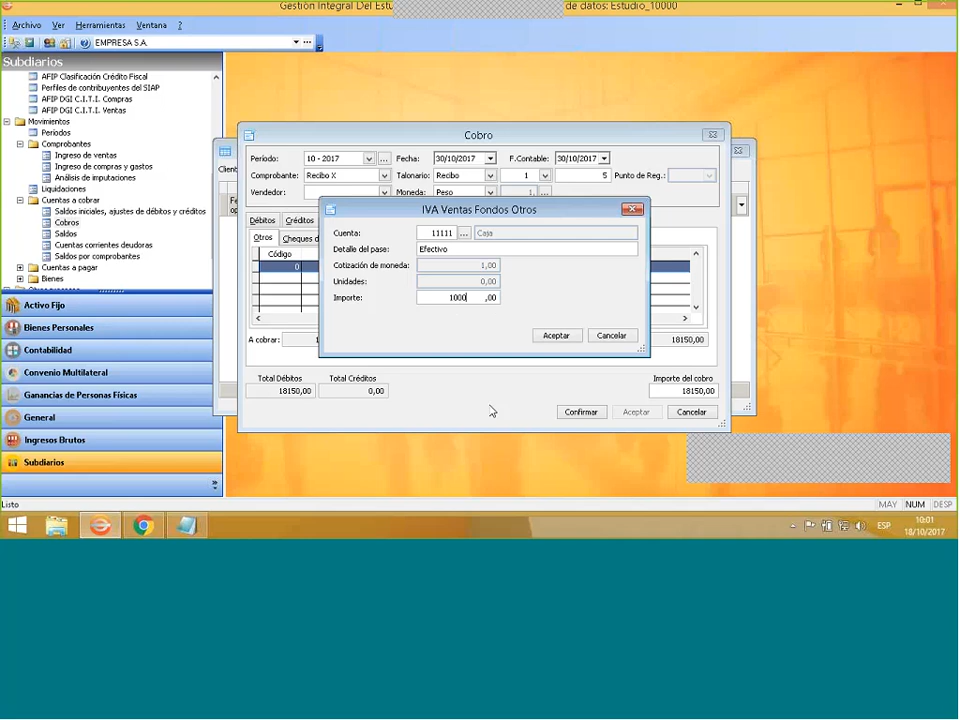 Gestión Integral Del Estu de datos: Estudio_10000
Archivo Ver Herramientas Ventana ?
EMPRESA S.A.
Subdiarios
AFIP Clasificación Crédito Fiscal
Perfiles de contribuyentes del SIAP
AFIP DGI C.I.T.I. Compras
AFIP DGI C.I.T.I. Ventas
Movimientos
Períodos
Comprobantes
Ingreso de ventas
Ingreso de compras y gastos
Análisis de imputaciones
Liquidaciones
Cuentas a cobrar
Saldos iniciales, ajustes de débitos y créditos
Cobros
Saldos
Cuentas corrientes deudoras
Saldos por comprobantes
Cuentas a pagar
Bienes
Activo Fijo
Bienes Personales
Contabilidad
Convenio Multilateral
Ganancias de Personas Físicas
General
Ingresos Brutos
Subdiarios
Client
Fe
op
Cobro
Período: 10 - 2017 ... Fecha: 30/10/2017 F.Contable: 30/10/2017
Comprobante: Recibo X Talonario: Recibo 1 5 Punto de Reg.:
Vendedor: Moneda: Peso 1, ...
Débitos Créditos
Otros Cheques d
Código
0
A cobrar: 1 18150,00
Total Débitos Total Créditos Importe del cobro
18150,00 0,00 18150,00
Confirmar Aceptar Cancelar
IVA Ventas Fondos Otros
Cuenta: 11111 ... Caja
Detalle del pase: Efectivo
Cotización de moneda: 1,00
Unidades: 0,00
Importe: 1000 ,00
Aceptar Cancelar
Listo MAY NUM DESP
ESP 10:01
18/10/2017